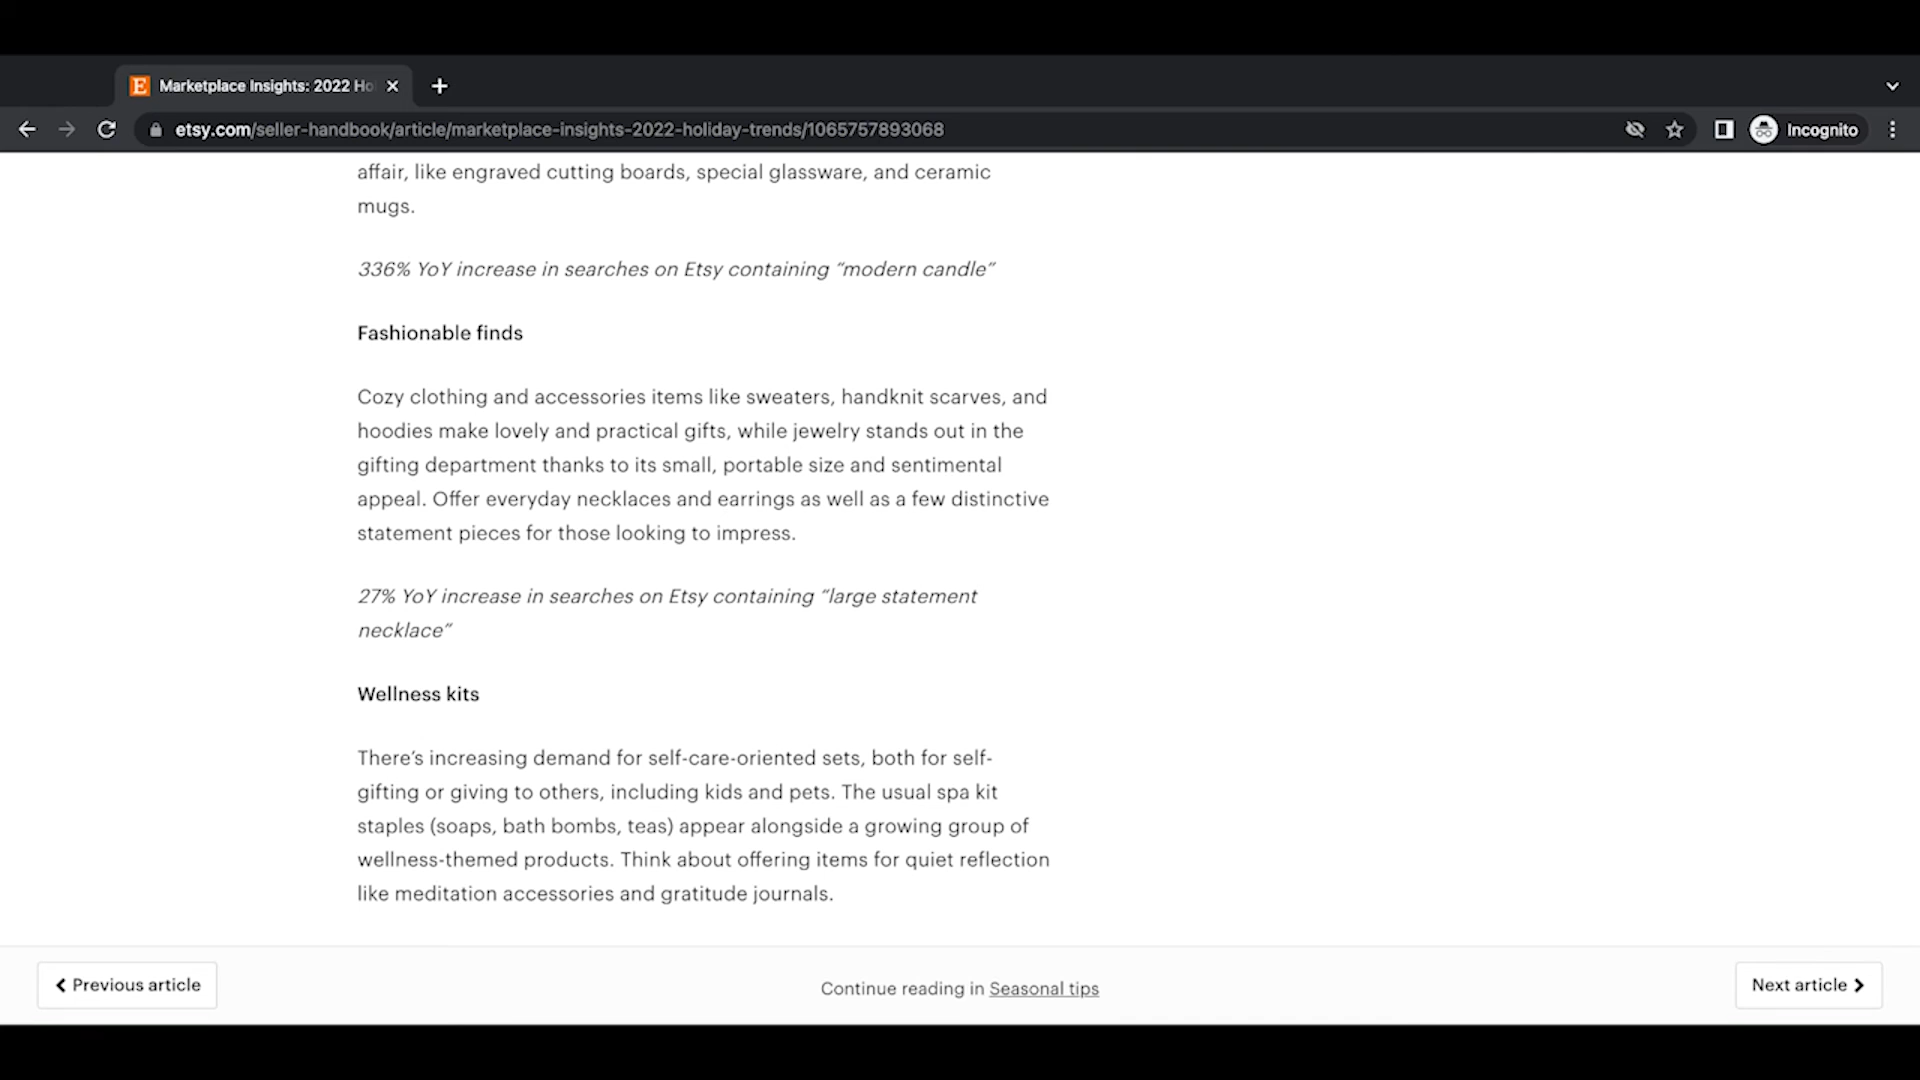 Marketplace Insights: 2022 Ho
etsy.com/seller-handbook/article/marketplace-insights-2022-holiday-trends/1065757893068
Incognito
affair, like engraved cutting boards, special glassware, and ceramic
mugs.
336% YoY increase in searches on Etsy containing “modern candle”
Fashionable finds
Cozy clothing and accessories items like sweaters, handknit scarves, and
hoodies make lovely and practical gifts, while jewelry stands out in the
gifting department thanks to its small, portable size and sentimental
appeal. Offer everyday necklaces and earrings as well as a few distinctive
statement pieces for those looking to impress.
27% YoY increase in searches on Etsy containing “large statement
necklace”
Wellness kits
There’s increasing demand for self-care-oriented sets, both for self-
gifting or giving to others, including kids and pets. The usual spa kit
staples (soaps, bath bombs, teas) appear alongside a growing group of
wellness-themed products. Think about offering items for quiet reflection
like meditation accessories and gratitude journals.
Previous article
Continue reading in Seasonal tips
Next article